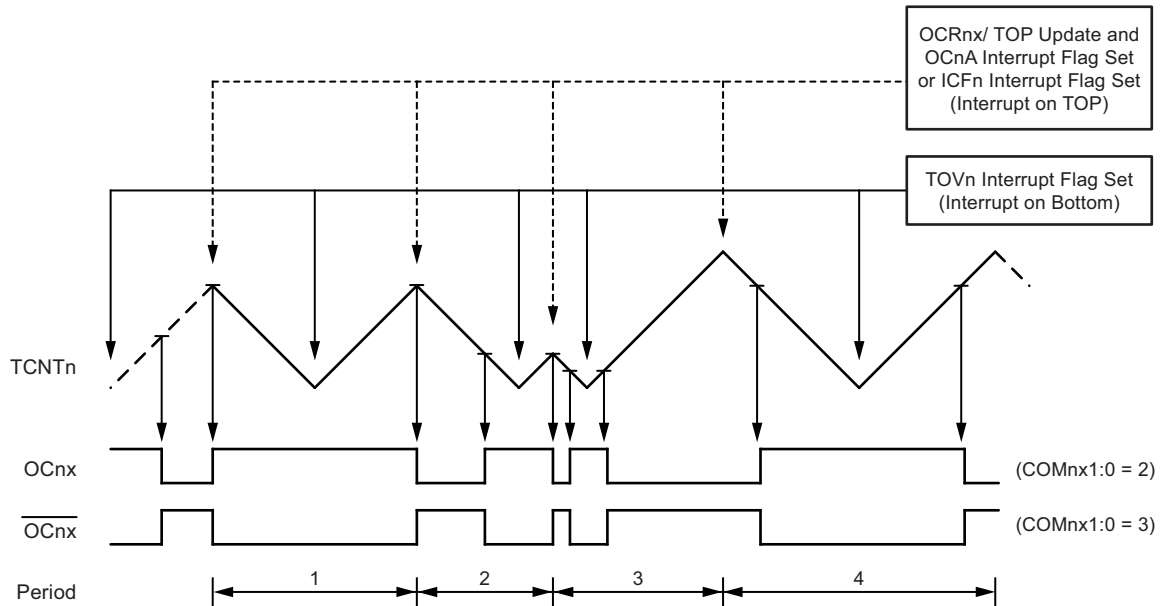 OCRnx/ TOP Update and
OCnA Interrupt Flag Set
or ICFn Interrupt Flag Set
(Interrupt on TOP)
TOVn Interrupt Flag Set
(Interrupt on Bottom)
TCNTn
OCnx
(COMnx1:0 = 2)
OCnx
(COMnx1:0 = 3)
Period
1
2
3
4